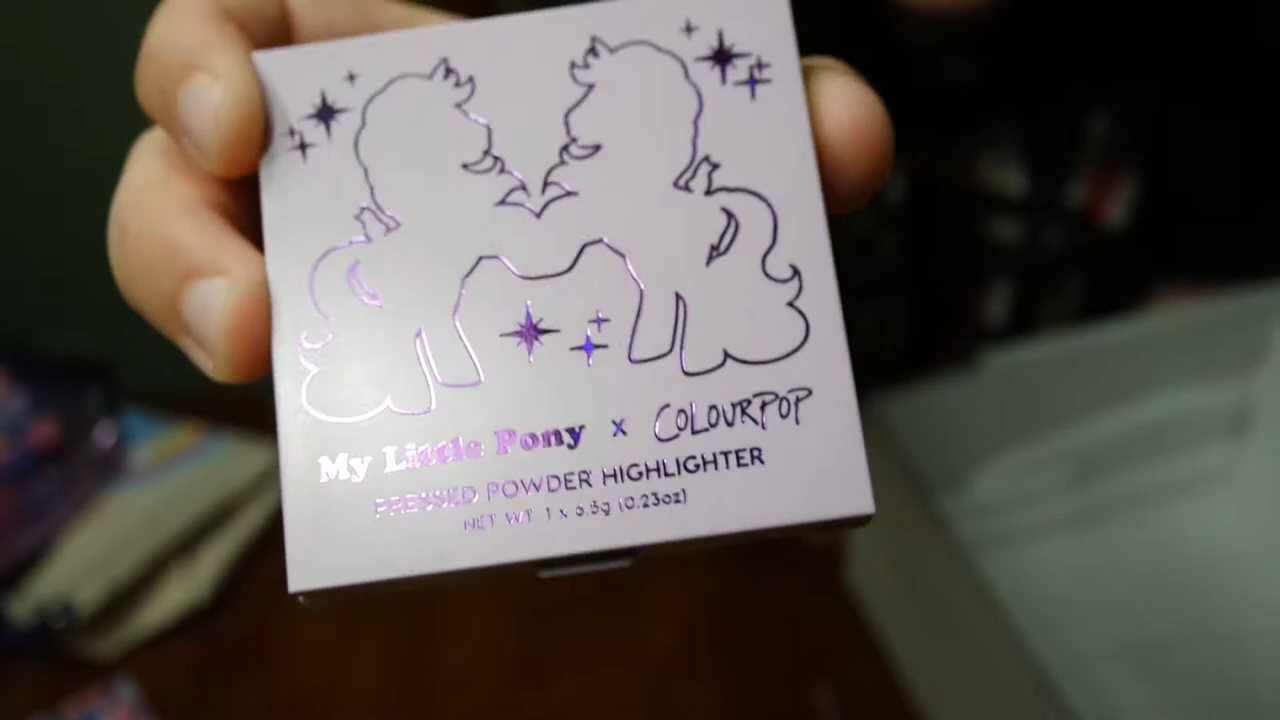 My Little Pony x COLOURPOP
PRESSED POWDER HIGHLIGHTER
NET WT 1 x 6.5g (0.23oz)